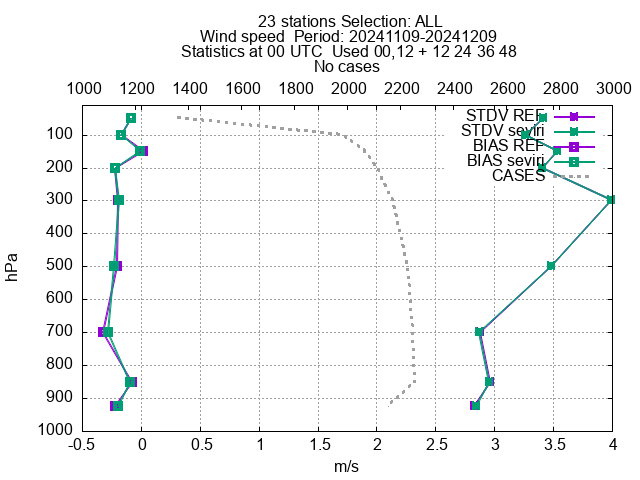 23 stations Selection: ALL
Wind speed  Period: 20241109-20241209
Statistics at 00 UTC  Used 00,12 + 12 24 36 48
No cases
1000 1200 1400 1600 1800 2000 2200 2400 2600 2800 3000
STDV REF
STDV seviri
BIAS REF
BIAS seviri
CASES
100
200
300
400
500
600
700
800
900
1000
hPa
-0.5 0 0.5 1 1.5 2 2.5 3 3.5 4
m/s